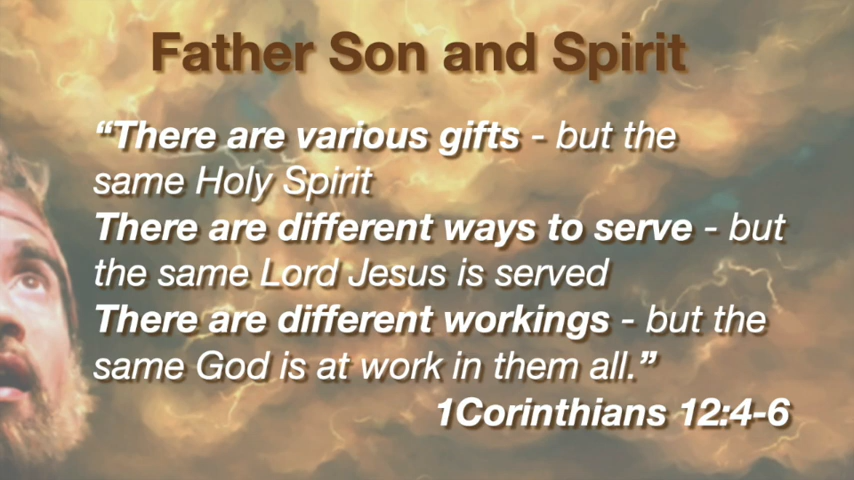 Father Son and Spirit
“There are various gifts - but the
same Holy Spirit
There are different ways to serve - but
the same Lord Jesus is served
There are different workings - but the
same God is at work in them all.”
1Corinthians 12:4-6